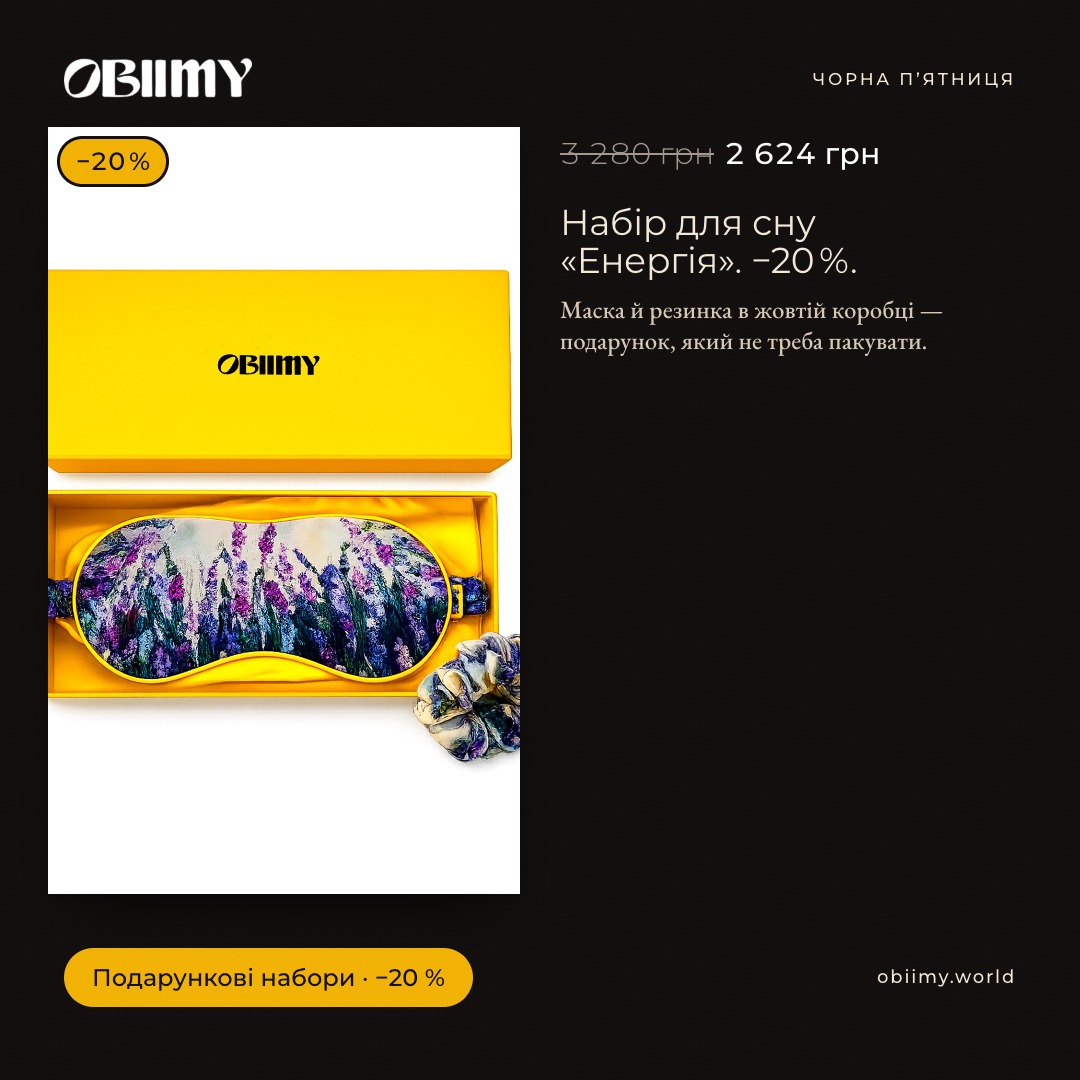 OBIIMY
ЧОРНА П’ЯТНИЦЯ
−20 %
3 280 грн 2 624 грн
Набір для сну
«Енергія». −20 %.
Маска й резинка в жовтій коробці —
подарунок, який не треба пакувати.
OBIIMY
Подарункові набори · −20 %
obiimy.world